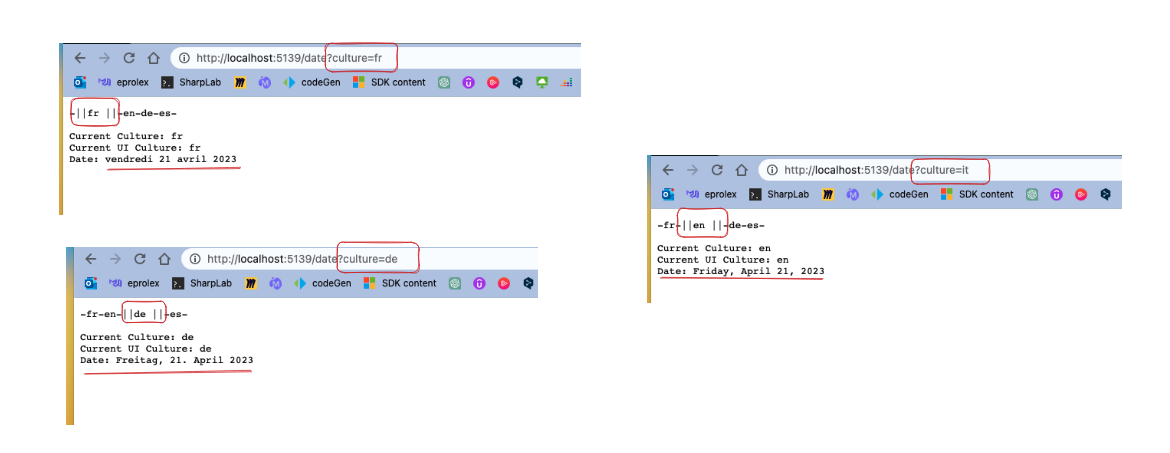 http://localhost:5139/date?culture=fr
eprolex SharpLab codeGen SDK content
-||fr ||-en-de-es-
Current Culture: fr
Current UI Culture: fr
Date: vendredi 21 avril 2023
http://localhost:5139/date?culture=de
eprolex SharpLab codeGen SDK content
-fr-en-||de ||-es-
Current Culture: de
Current UI Culture: de
Date: Freitag, 21. April 2023
http://localhost:5139/date?culture=it
eprolex SharpLab codeGen SDK content
-fr-||en ||-de-es-
Current Culture: en
Current UI Culture: en
Date: Friday, April 21, 2023